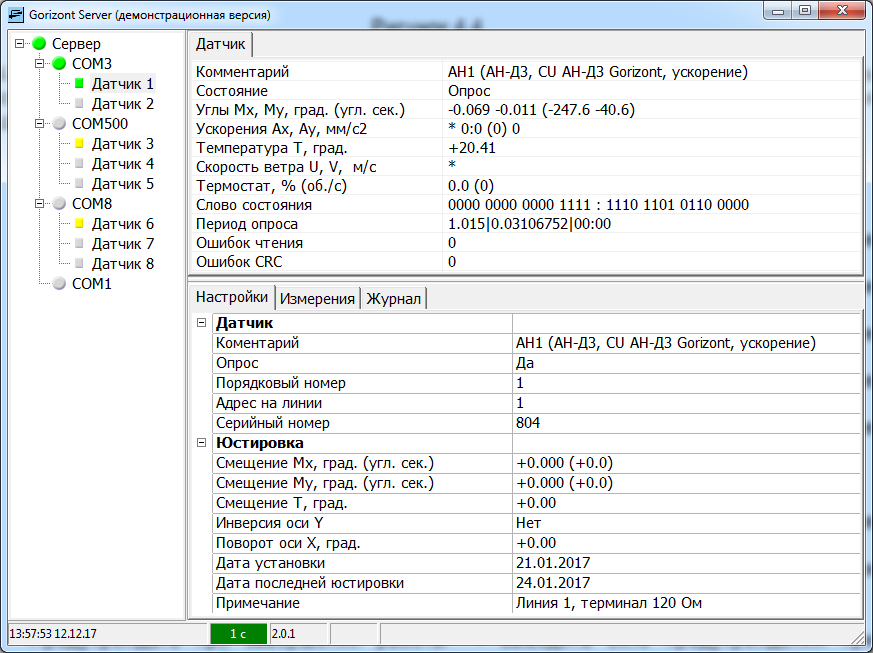 Gorizont Server (демонстрационная версия)
Сервер
COM3
Датчик 1
Датчик 2
COM500
Датчик 3
Датчик 4
Датчик 5
COM8
Датчик 6
Датчик 7
Датчик 8
COM1
Датчик
Комментарий АН1 (АН-Д3, CU АН-Д3 Gorizont, ускорение)
Состояние Опрос
Углы Mx, My, град. (угл. сек.) -0.069 -0.011 (-247.6 -40.6)
Ускорения Ax, Ay, мм/с2 * 0:0 (0) 0
Температура T, град. +20.41
Скорость ветра U, V, м/с *
Термостат, % (об./с) 0.0 (0)
Слово состояния 0000 0000 0000 1111 : 1110 1101 0110 0000
Период опроса 1.015|0.03106752|00:00
Ошибок чтения 0
Ошибок CRC 0
Настройки Измерения Журнал
Датчик
Коментарий АН1 (АН-Д3, CU АН-Д3 Gorizont, ускорение)
Опрос Да
Порядковый номер 1
Адрес на линии 1
Серийный номер 804
Юстировка
Смещение Mx, град. (угл. сек.) +0.000 (+0.0)
Смещение My, град. (угл. сек.) +0.000 (+0.0)
Смещение T, град. +0.00
Инверсия оси Y Нет
Поворот оси X, град. +0.00
Дата установки 21.01.2017
Дата последней юстировки 24.01.2017
Примечание Линия 1, терминал 120 Ом
13:57:53 12.12.17 1 с 2.0.1